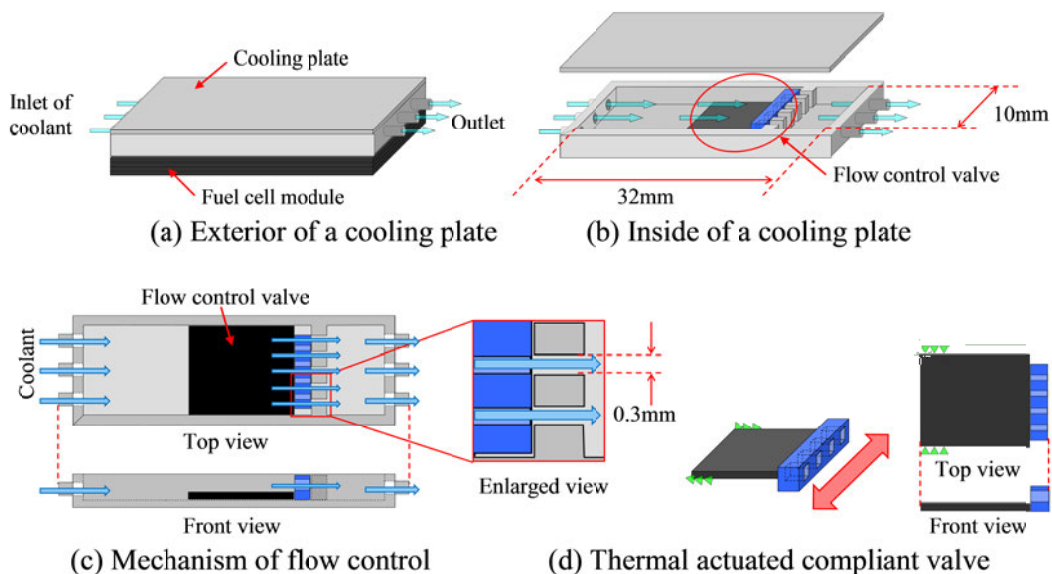 Cooling plate
Inlet of
coolant
Outlet
Fuel cell module
(a) Exterior of a cooling plate
10mm
Flow control valve
32mm
(b) Inside of a cooling plate
Flow control valve
Coolant
Top view
Front view
(c) Mechanism of flow control
0.3mm
Enlarged view
Top view
Front view
(d) Thermal actuated compliant valve